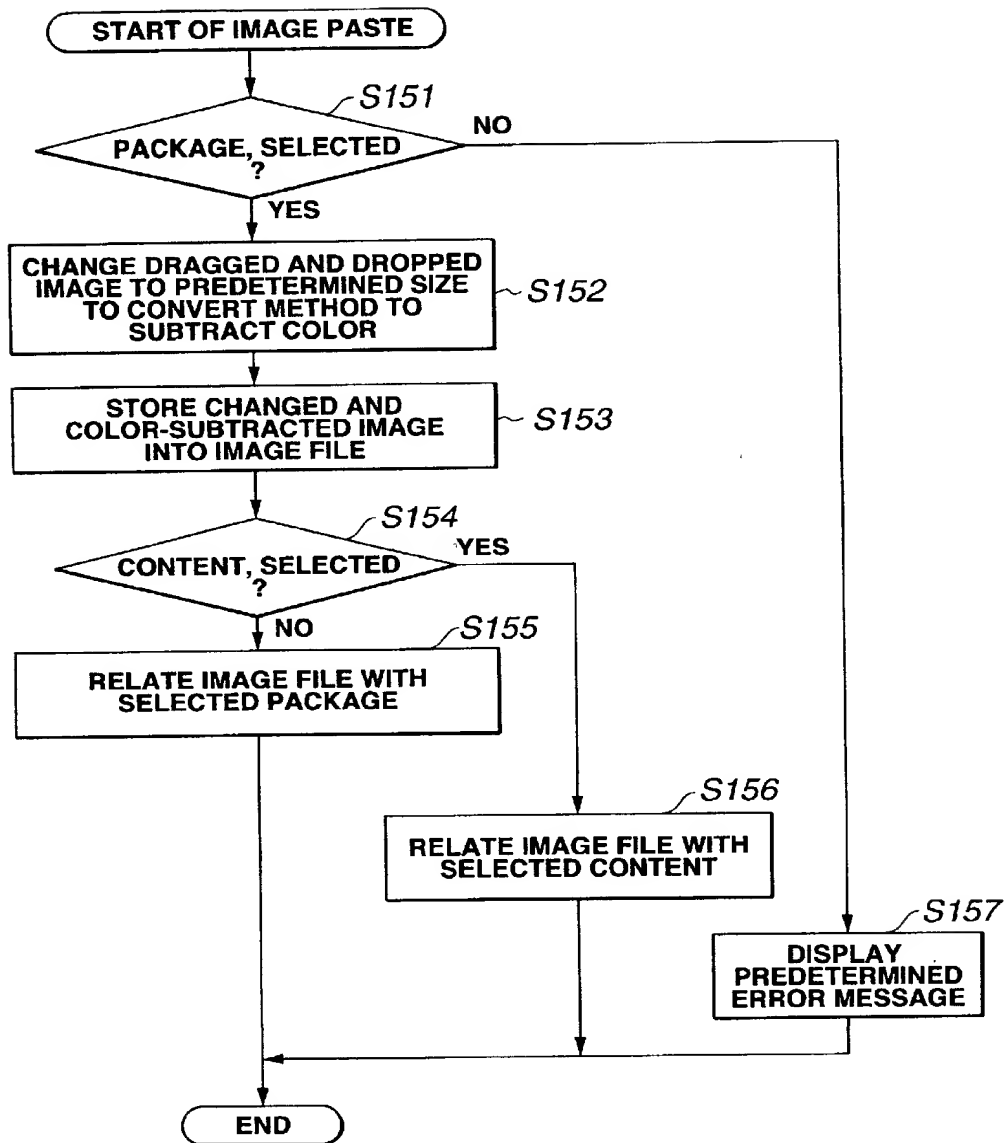 START OF IMAGE PASTE
S151
PACKAGE, SELECTED
?
NO
YES
CHANGE DRAGGED AND DROPPED
IMAGE TO PREDETERMINED SIZE
TO CONVERT METHOD TO
SUBTRACT COLOR
S152
STORE CHANGED AND
COLOR-SUBTRACTED IMAGE
INTO IMAGE FILE
S153
S154
CONTENT, SELECTED
?
YES
NO
S155
RELATE IMAGE FILE WITH
SELECTED PACKAGE
S156
RELATE IMAGE FILE WITH
SELECTED CONTENT
S157
DISPLAY
PREDETERMINED
ERROR MESSAGE
END